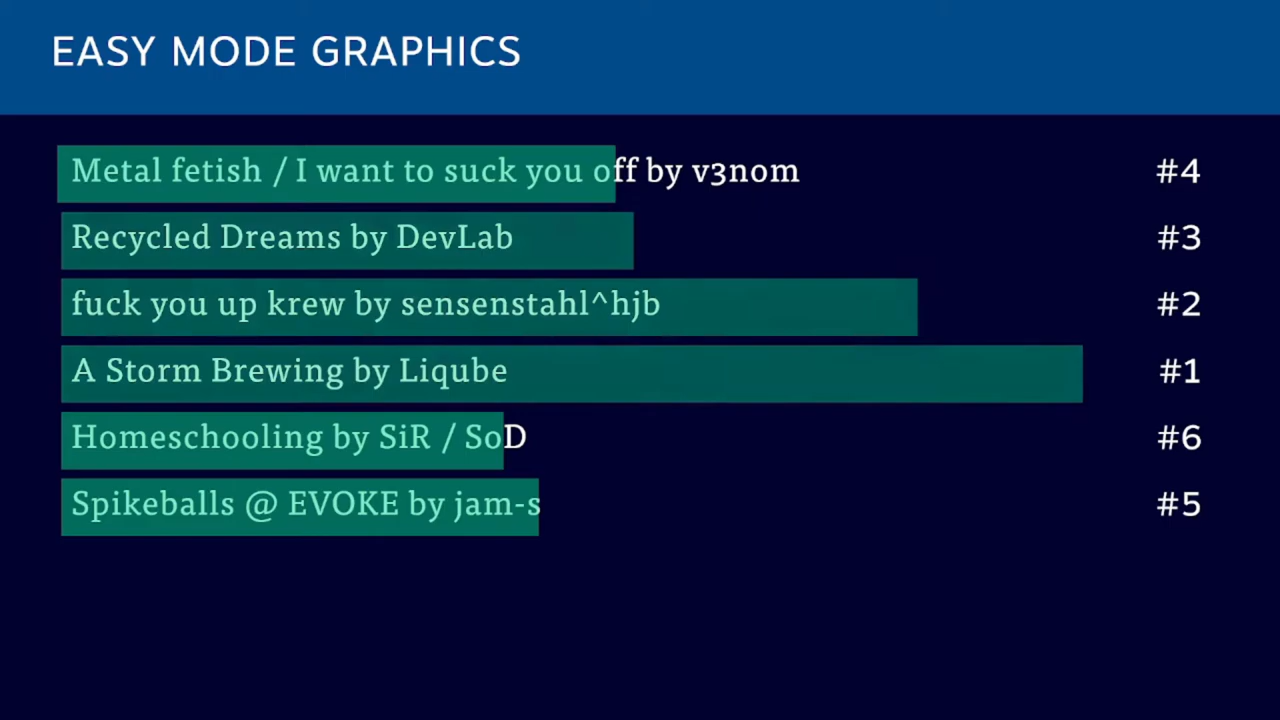 EASY MODE GRAPHICS
Metal fetish / I want to suck you off by v3nom #4
Recycled Dreams by DevLab #3
fuck you up krew by sensenstahl^hjb #2
A Storm Brewing by Liqube #1
Homeschooling by SiR / SoD #6
Spikeballs @ EVOKE by jam-s #5